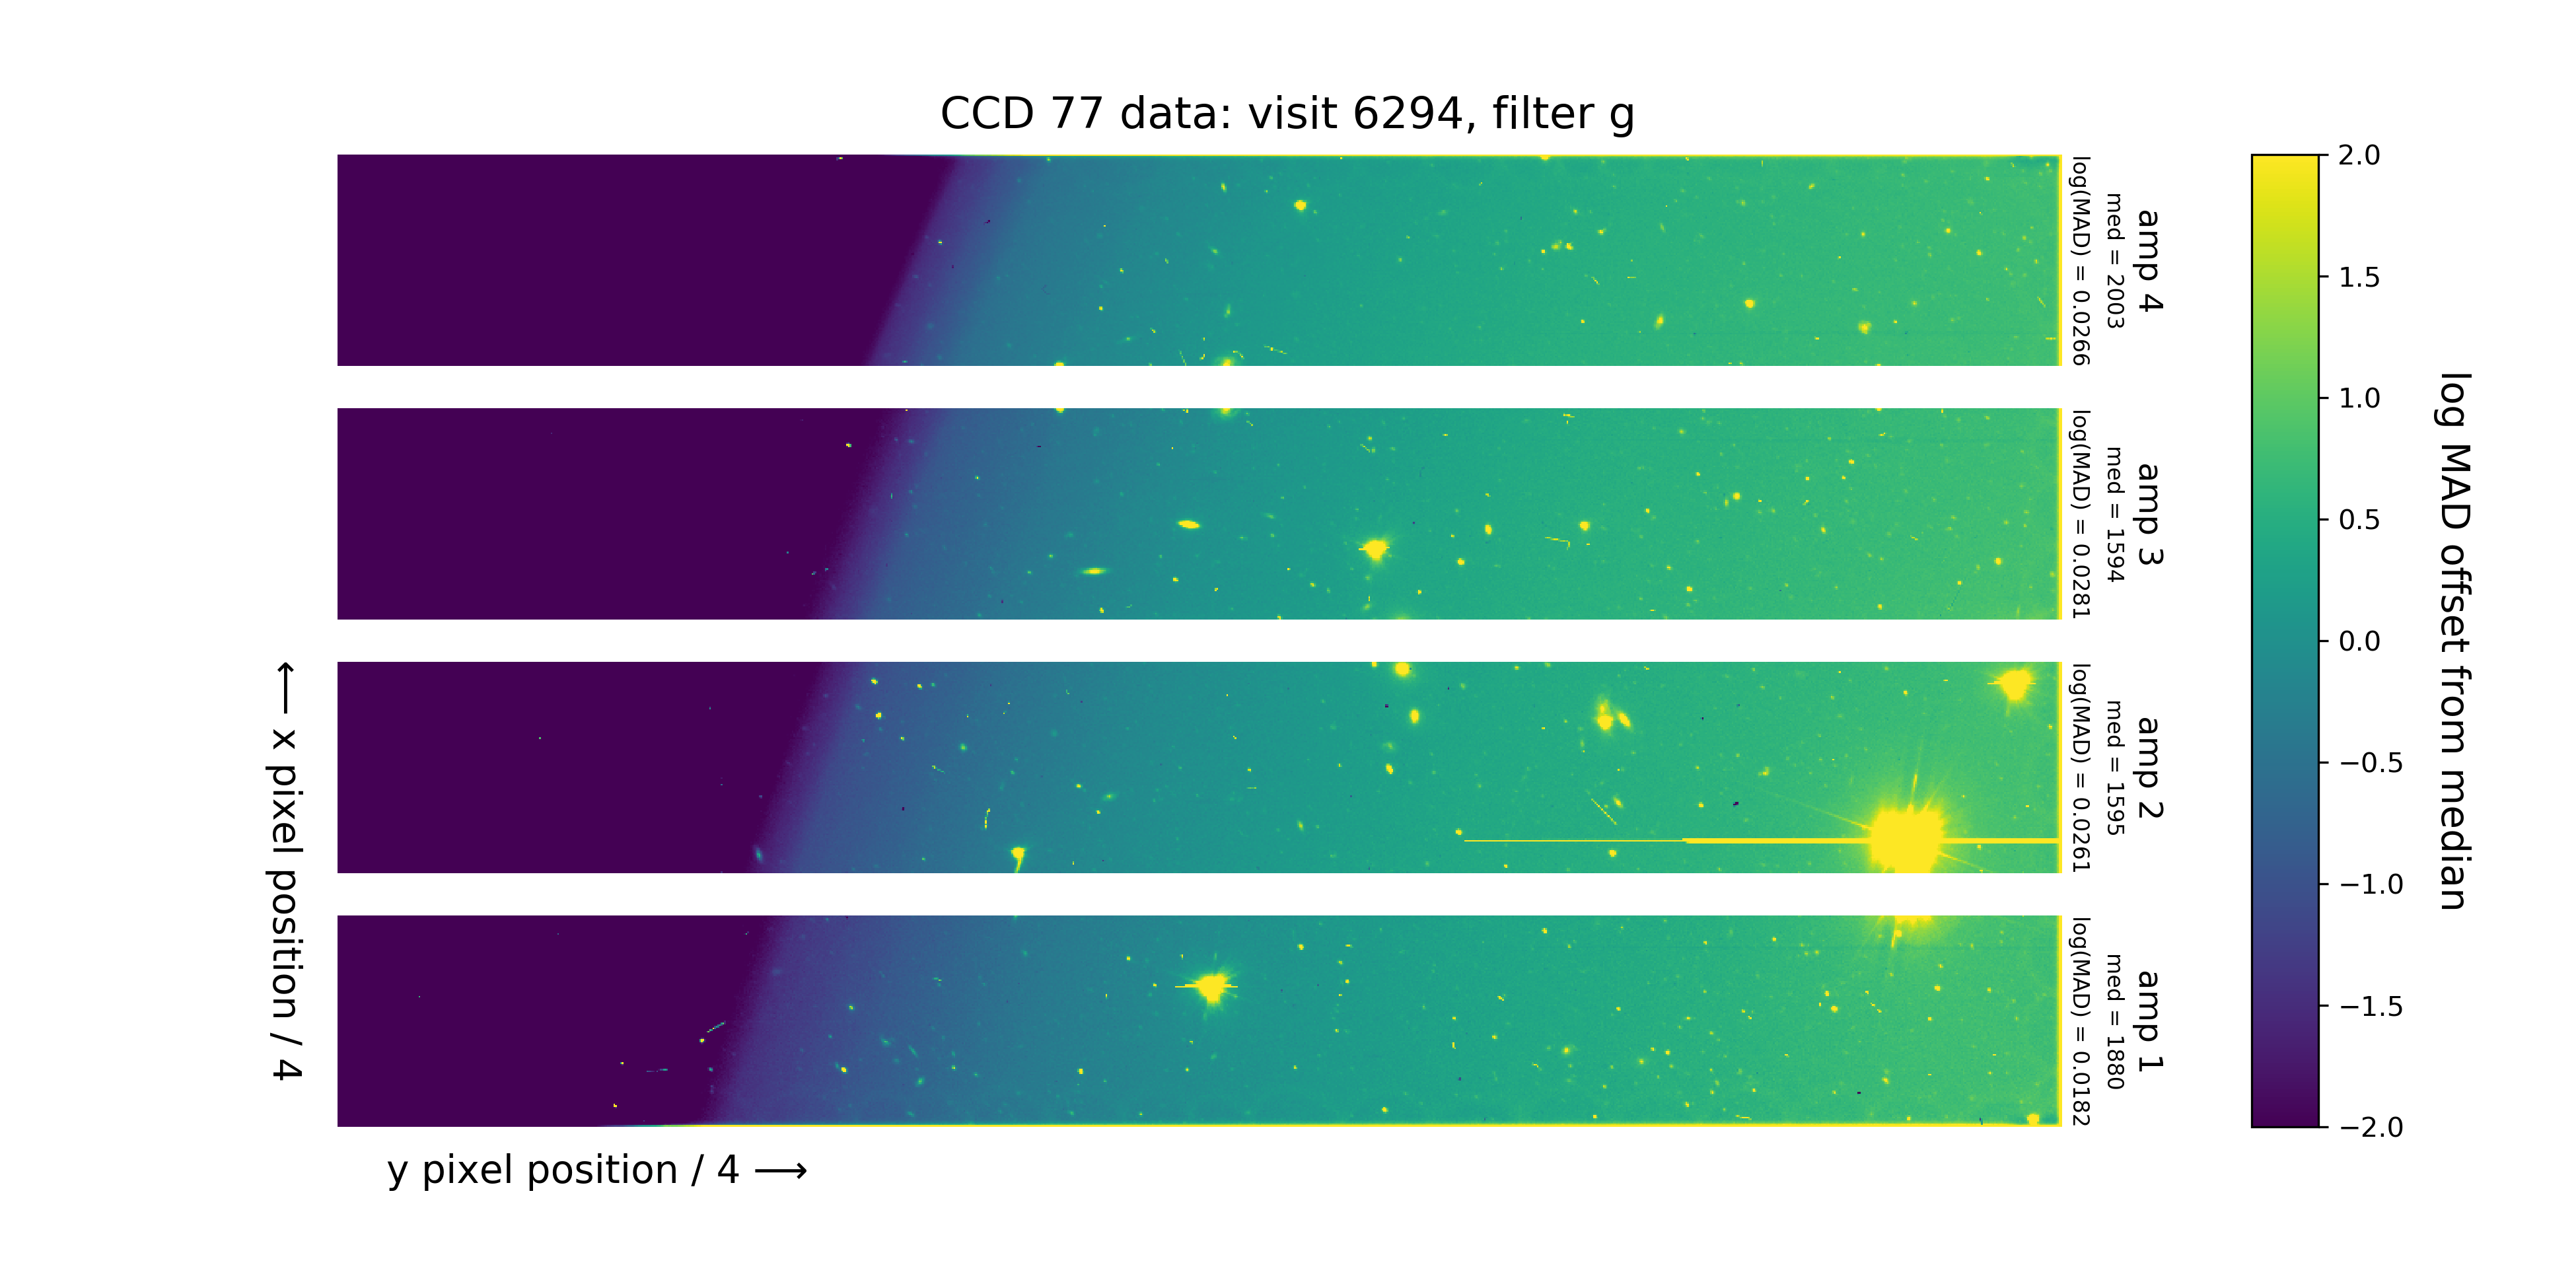 CCD 77 data: visit 6294, filter g
amp 4
med = 2003
log(MAD) = 0.0266
amp 3
med = 1594
log(MAD) = 0.0281
amp 2
med = 1595
log(MAD) = 0.0261
amp 1
med = 1880
log(MAD) = 0.0182
⟵ x pixel position / 4
y pixel position / 4 ⟶
2.0
1.5
1.0
0.5
0.0
−0.5
−1.0
−1.5
−2.0
log MAD offset from median